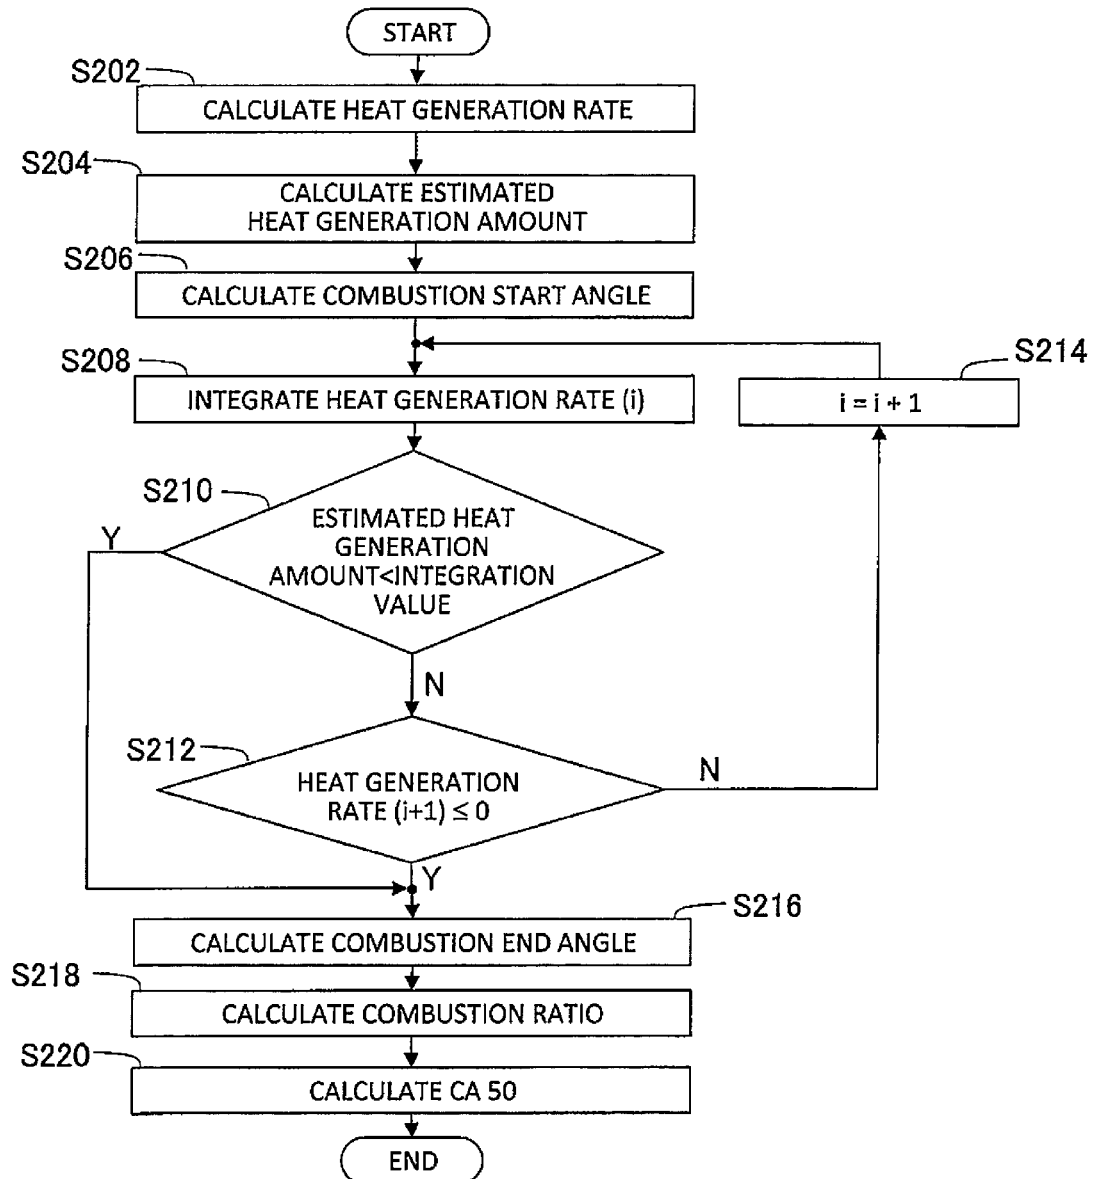 START
S202
CALCULATE HEAT GENERATION RATE
S204
CALCULATE ESTIMATED
HEAT GENERATION AMOUNT
S206
CALCULATE COMBUSTION START ANGLE
S208
INTEGRATE HEAT GENERATION RATE (i)
S214
i = i + 1
S210
ESTIMATED HEAT
GENERATION
AMOUNT<INTEGRATION
VALUE
Y
N
S212
HEAT GENERATION
RATE (i+1) ≤ 0
N
Y
S216
CALCULATE COMBUSTION END ANGLE
S218
CALCULATE COMBUSTION RATIO
S220
CALCULATE CA 50
END